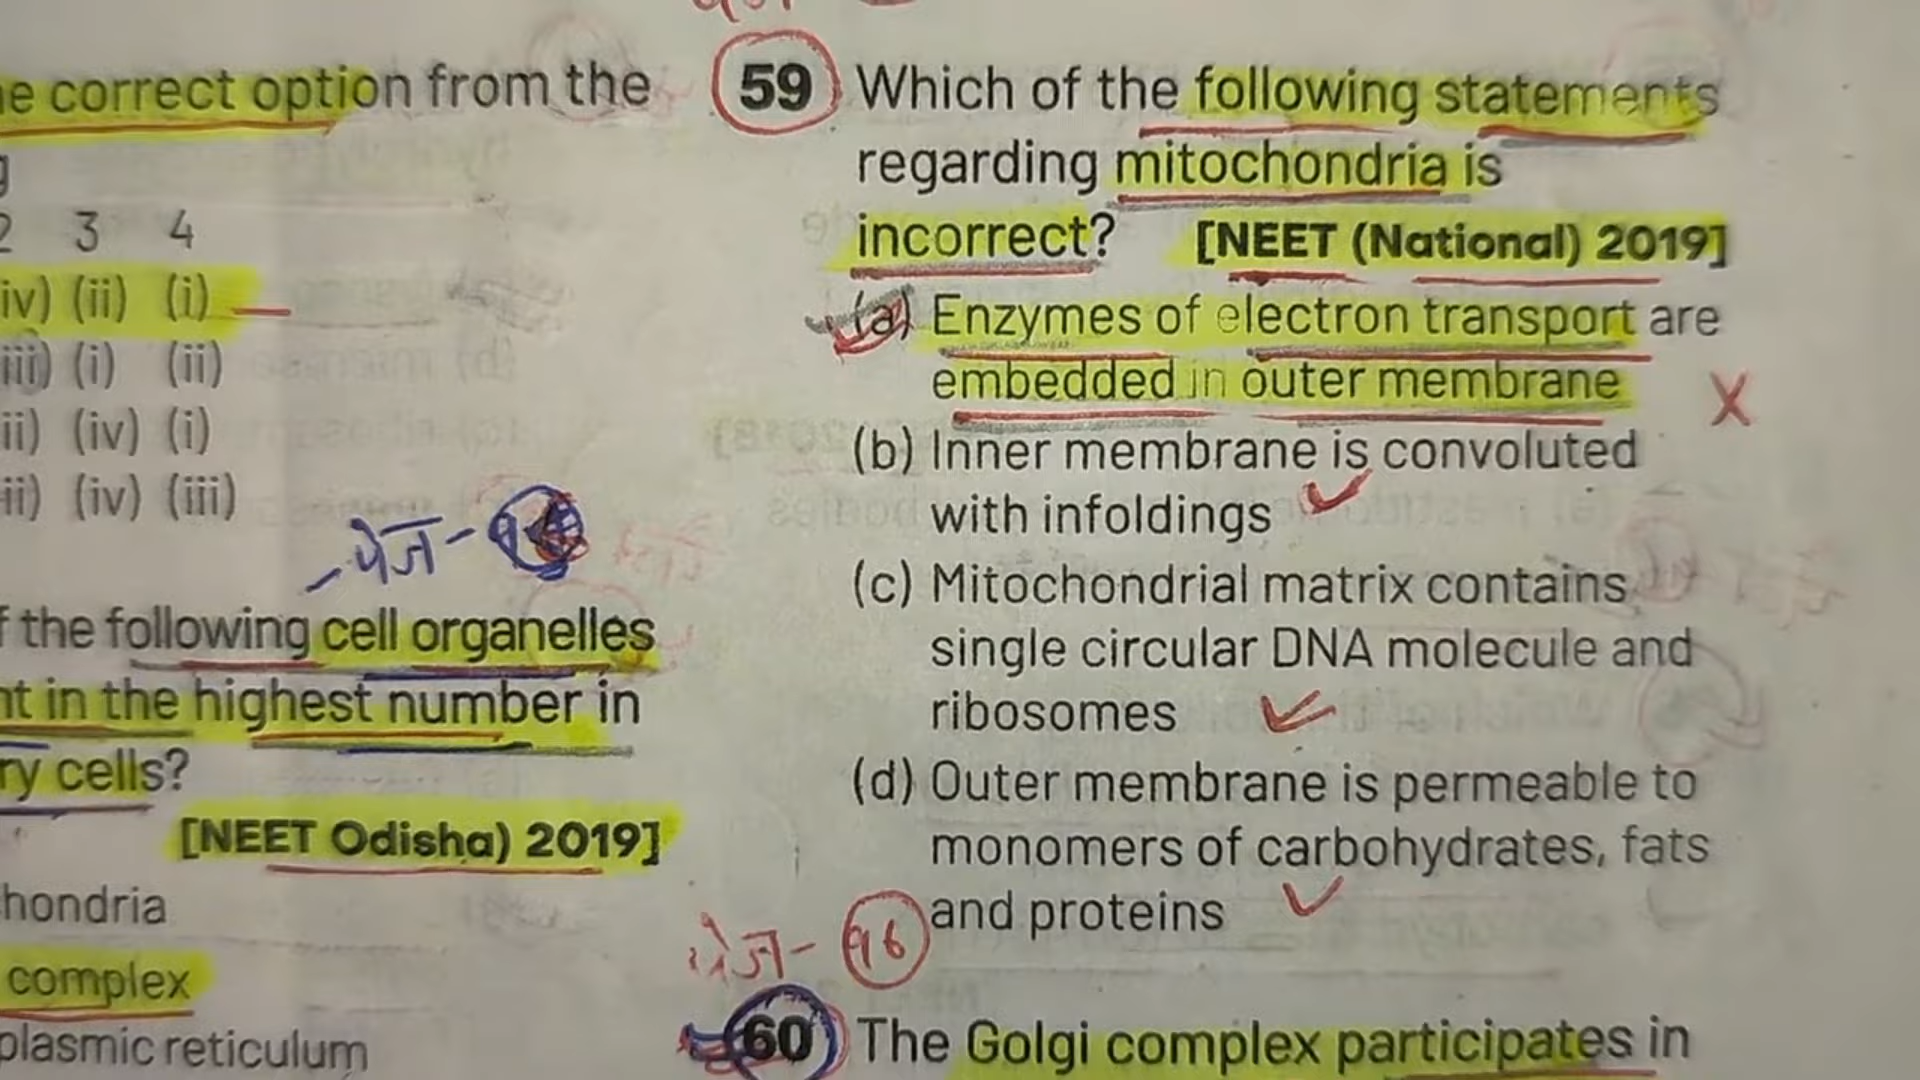 e correct option from the
2 3 4
iv) (ii) (i)
iii) (i) (ii)
ii) (iv) (i)
ii) (iv) (iii)
पेज -
f the following cell organelles
nt in the highest number in
ry cells?
[NEET Odisha) 2019]
hondria
complex
plasmic reticulum
59 Which of the following statements
regarding mitochondria is
incorrect? [NEET (National) 2019]
(a) Enzymes of electron transport are
embedded in outer membrane
(b) Inner membrane is convoluted
with infoldings
(c) Mitochondrial matrix contains
single circular DNA molecule and
ribosomes
(d) Outer membrane is permeable to
monomers of carbohydrates, fats
and proteins
पेज - १६
60 The Golgi complex participates in